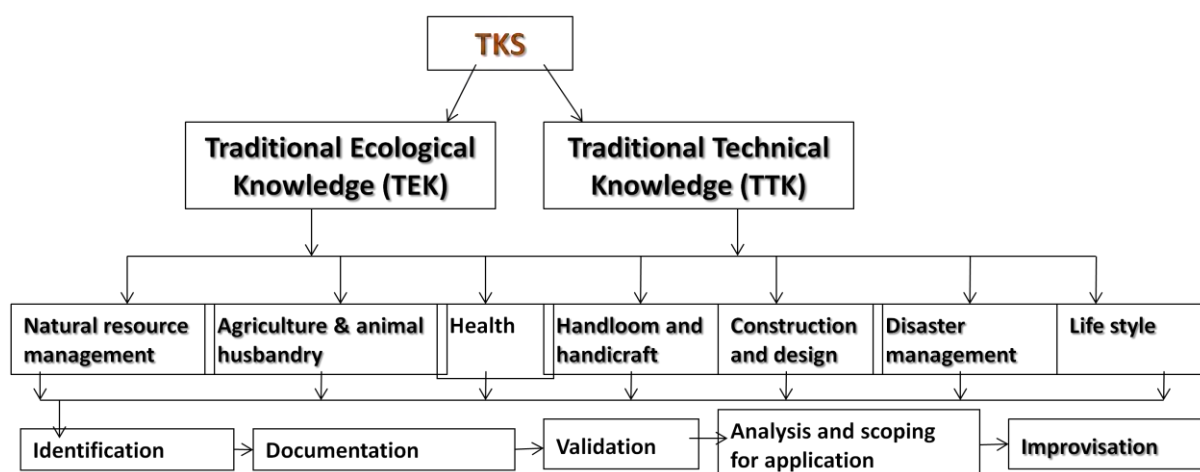 TKS
Traditional Ecological
Knowledge (TEK)
Traditional Technical
Knowledge (TTK)
Natural resource
management
Agriculture & animal
husbandry
Health
Handloom and
handicraft
Construction
and design
Disaster
management
Life style
Identification
Documentation
Validation
Analysis and scoping
for application
Improvisation